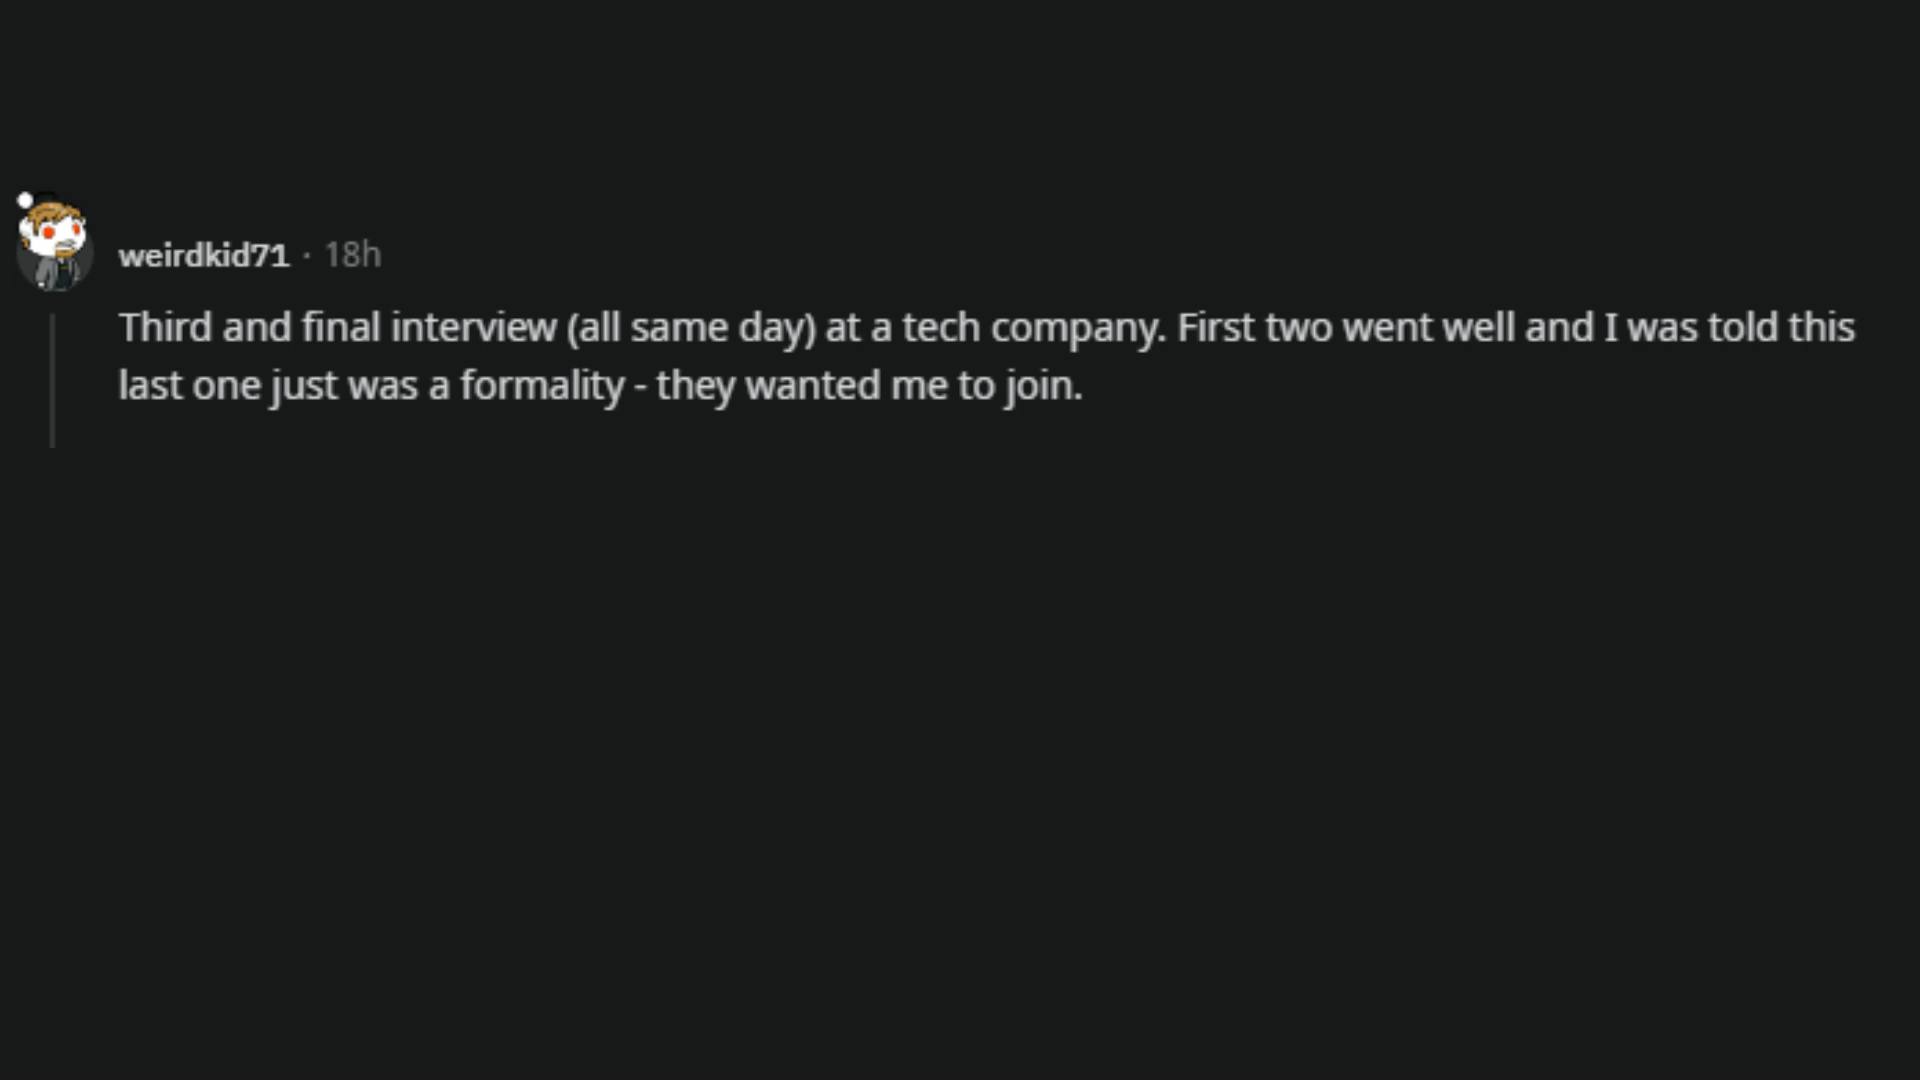 weirdkid71 · 18h
Third and final interview (all same day) at a tech company. First two went well and I was told this
last one just was a formality - they wanted me to join.